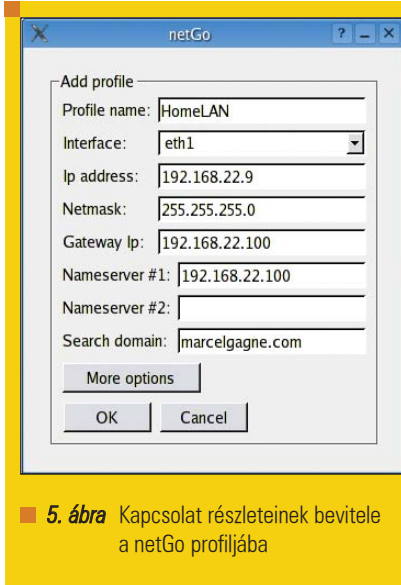 netGo
Add profile
Profile name: HomeLAN
Interface: eth1
Ip address: 192.168.22.9
Netmask: 255.255.255.0
Gateway Ip: 192.168.22.100
Nameserver #1: 192.168.22.100
Nameserver #2:
Search domain: marcelgagne.com
More options
OK Cancel
5. ábra Kapcsolat részleteinek bevitele
a netGo profiljába